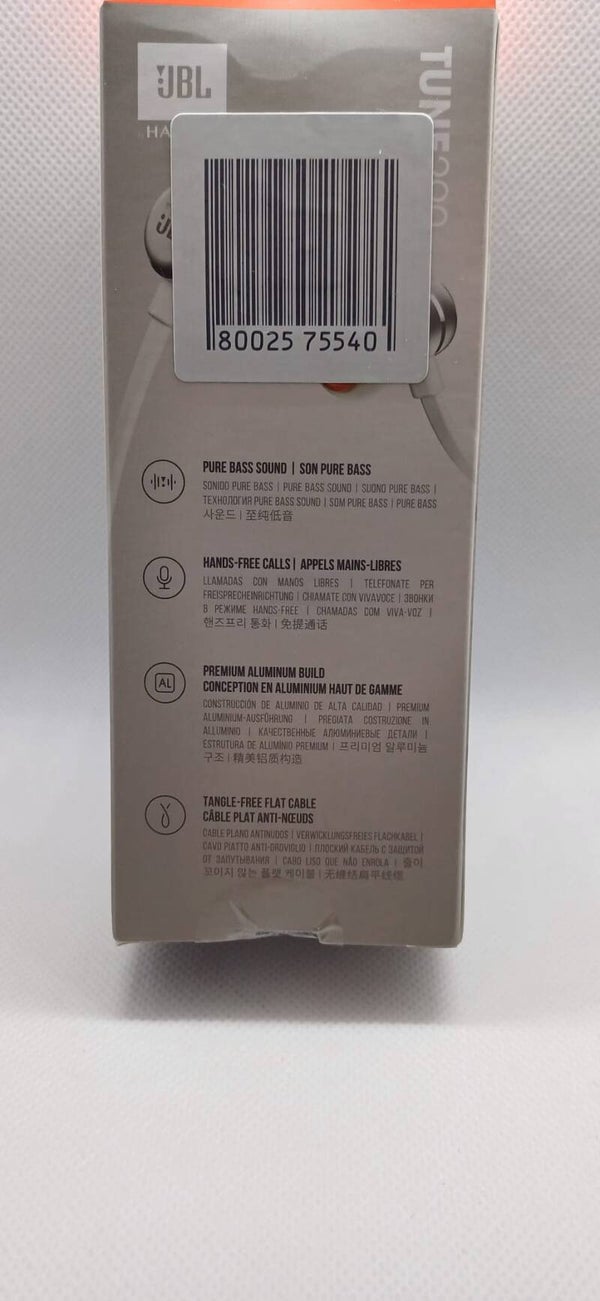 JBL
HA
TUNE290
80025 75540
PURE BASS SOUND | SON PURE BASS
SONIDO PURE BASS | PURE BASS SOUND | SUONO PURE BASS |
ТЕХНОЛОГИЯ PURE BASS SOUND | SOM PURE BASS | PURE BASS
사운드 | 至纯低音
HANDS-FREE CALLS | APPELS MAINS-LIBRES
LLAMADAS CON MANOS LIBRES | TELEFONATE PER
FREISPRECHEINRICHTUNG | CHIAMATE CON VIVAVOCE | ЗВОНКИ
В РЕЖИМЕ HANDS-FREE | CHAMADAS COM VIVA-VOZ |
핸즈프리 통화 | 免提通话
AL
PREMIUM ALUMINUM BUILD
CONCEPTION EN ALUMINIUM HAUT DE GAMME
CONSTRUCCIÓN DE ALUMINIO DE ALTA CALIDAD | PREMIUM
ALUMINIUM-AUSFÜHRUNG | PREGIATA COSTRUZIONE IN
ALLUMINIO | КАЧЕСТВЕННЫЕ АЛЮМИНИЕВЫЕ ДЕТАЛИ |
ESTRUTURA DE ALUMÍNIO PREMIUM | 프리미엄 알루미늄
구조 | 精美铝质构造
TANGLE-FREE FLAT CABLE
CÂBLE PLAT ANTI-NŒUDS
CABLE PLANO ANTINUDOS | VERWICKLUNGSFREIES FLACHKABEL |
CAVO PIATTO ANTI-GROVIGLIO | ПЛОСКИЙ КАБЕЛЬ С ЗАЩИТОЙ
ОТ ЗАПУТЫВАНИЯ | CABO LISO QUE NÃO ENROLA | 줄이
꼬이지 않는 플랫 케이블 | 无缠结扁平线缆